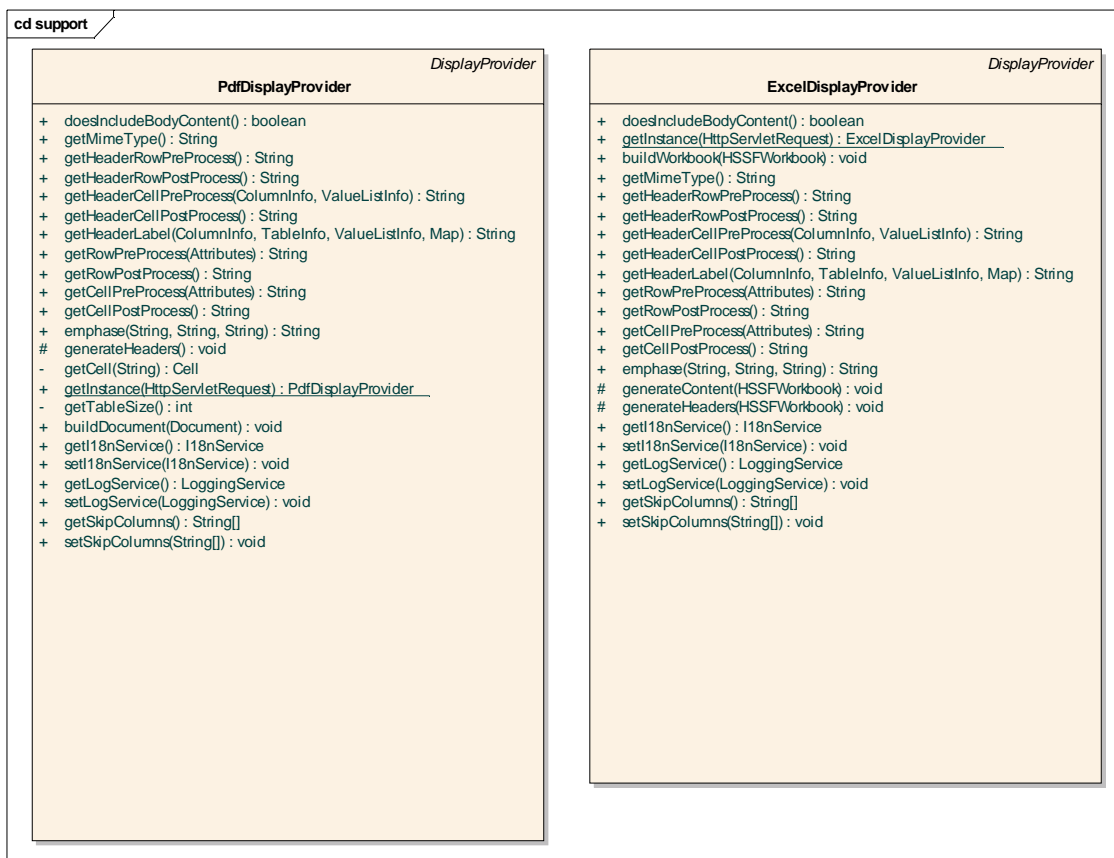 cd support
DisplayProvider
PdfDisplayProvider
+ doesIncludeBodyContent() : boolean
+ getMimeType() : String
+ getHeaderRowPreProcess() : String
+ getHeaderRowPostProcess() : String
+ getHeaderCellPreProcess(ColumnInfo, ValueListInfo) : String
+ getHeaderCellPostProcess() : String
+ getHeaderLabel(ColumnInfo, TableInfo, ValueListInfo, Map) : String
+ getRowPreProcess(Attributes) : String
+ getRowPostProcess() : String
+ getCellPreProcess(Attributes) : String
+ getCellPostProcess() : String
+ emphase(String, String, String) : String
# generateHeaders() : void
- getCell(String) : Cell
+ getInstance(HttpServletRequest) : PdfDisplayProvider
- getTableSize() : int
+ buildDocument(Document) : void
+ getI18nService() : I18nService
+ setI18nService(I18nService) : void
+ getLogService() : LoggingService
+ setLogService(LoggingService) : void
+ getSkipColumns() : String[]
+ setSkipColumns(String[]) : void
DisplayProvider
ExcelDisplayProvider
+ doesIncludeBodyContent() : boolean
+ getInstance(HttpServletRequest) : ExcelDisplayProvider
+ buildWorkbook(HSSFWorkbook) : void
+ getMimeType() : String
+ getHeaderRowPreProcess() : String
+ getHeaderRowPostProcess() : String
+ getHeaderCellPreProcess(ColumnInfo, ValueListInfo) : String
+ getHeaderCellPostProcess() : String
+ getHeaderLabel(ColumnInfo, TableInfo, ValueListInfo, Map) : String
+ getRowPreProcess(Attributes) : String
+ getRowPostProcess() : String
+ getCellPreProcess(Attributes) : String
+ getCellPostProcess() : String
+ emphase(String, String, String) : String
# generateContent(HSSFWorkbook) : void
# generateHeaders(HSSFWorkbook) : void
+ getI18nService() : I18nService
+ setI18nService(I18nService) : void
+ getLogService() : LoggingService
+ setLogService(LoggingService) : void
+ getSkipColumns() : String[]
+ setSkipColumns(String[]) : void